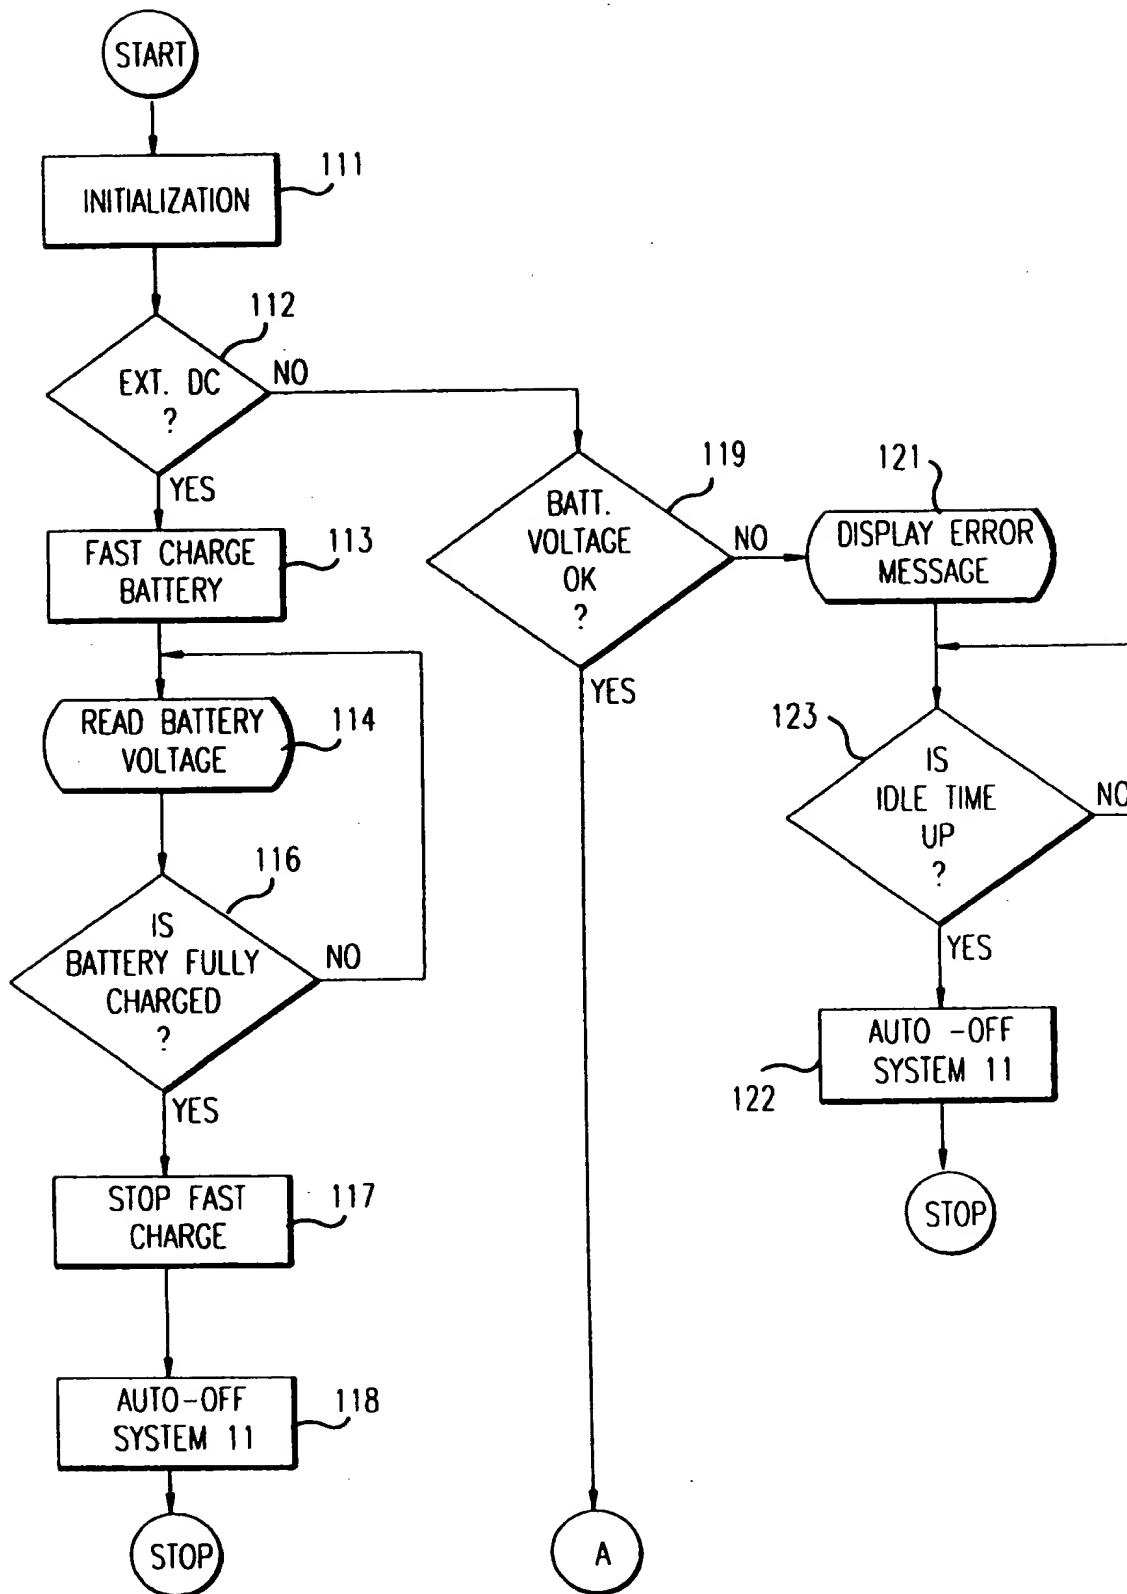 START
INITIALIZATION
111
EXT. DC
?
112
NO
YES
FAST CHARGE
BATTERY
113
READ BATTERY
VOLTAGE
114
IS
BATTERY FULLY
CHARGED
?
116
NO
YES
STOP FAST
CHARGE
117
AUTO-OFF
SYSTEM 11
118
STOP
BATT.
VOLTAGE
OK
?
119
NO
YES
A
121
DISPLAY ERROR
MESSAGE
123
IS
IDLE TIME
UP
?
NO
YES
AUTO -OFF
SYSTEM 11
122
STOP